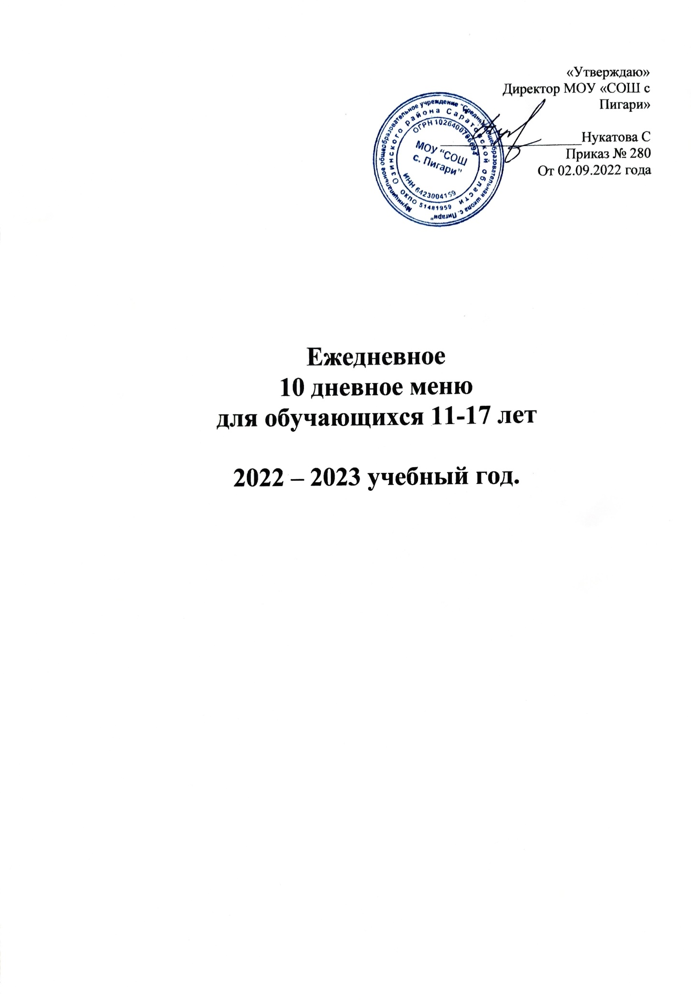 «Утверждаю»
Директор МОУ «СОШ с
Пигари»
Нукатова С
Приказ № 280
От 02.09.2022 года
Муниципальное общеобразовательное учреждение "Средняя общеобразовательная школа с. Пигари"
Озинского района Саратовской области
ОГРН
МОУ "СОШ
с. Пигари"
ИНН 6423004159
ОКПО 51481959
Ежедневное
10 дневное меню
для обучающихся 11-17 лет
2022 – 2023 учебный год.